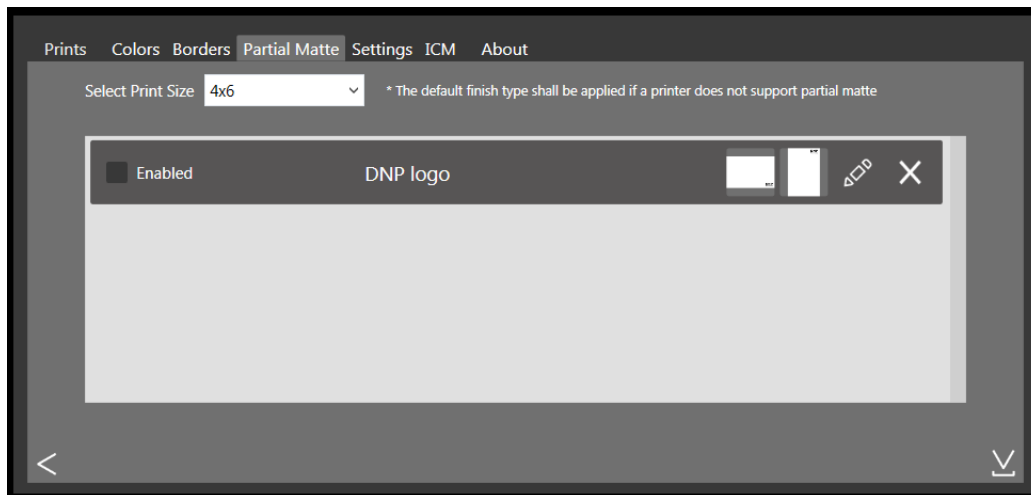 Prints Colors Borders Partial Matte Settings ICM About
Select Print Size 4x6 * The default finish type shall be applied if a printer does not support partial matte
Enabled DNP logo